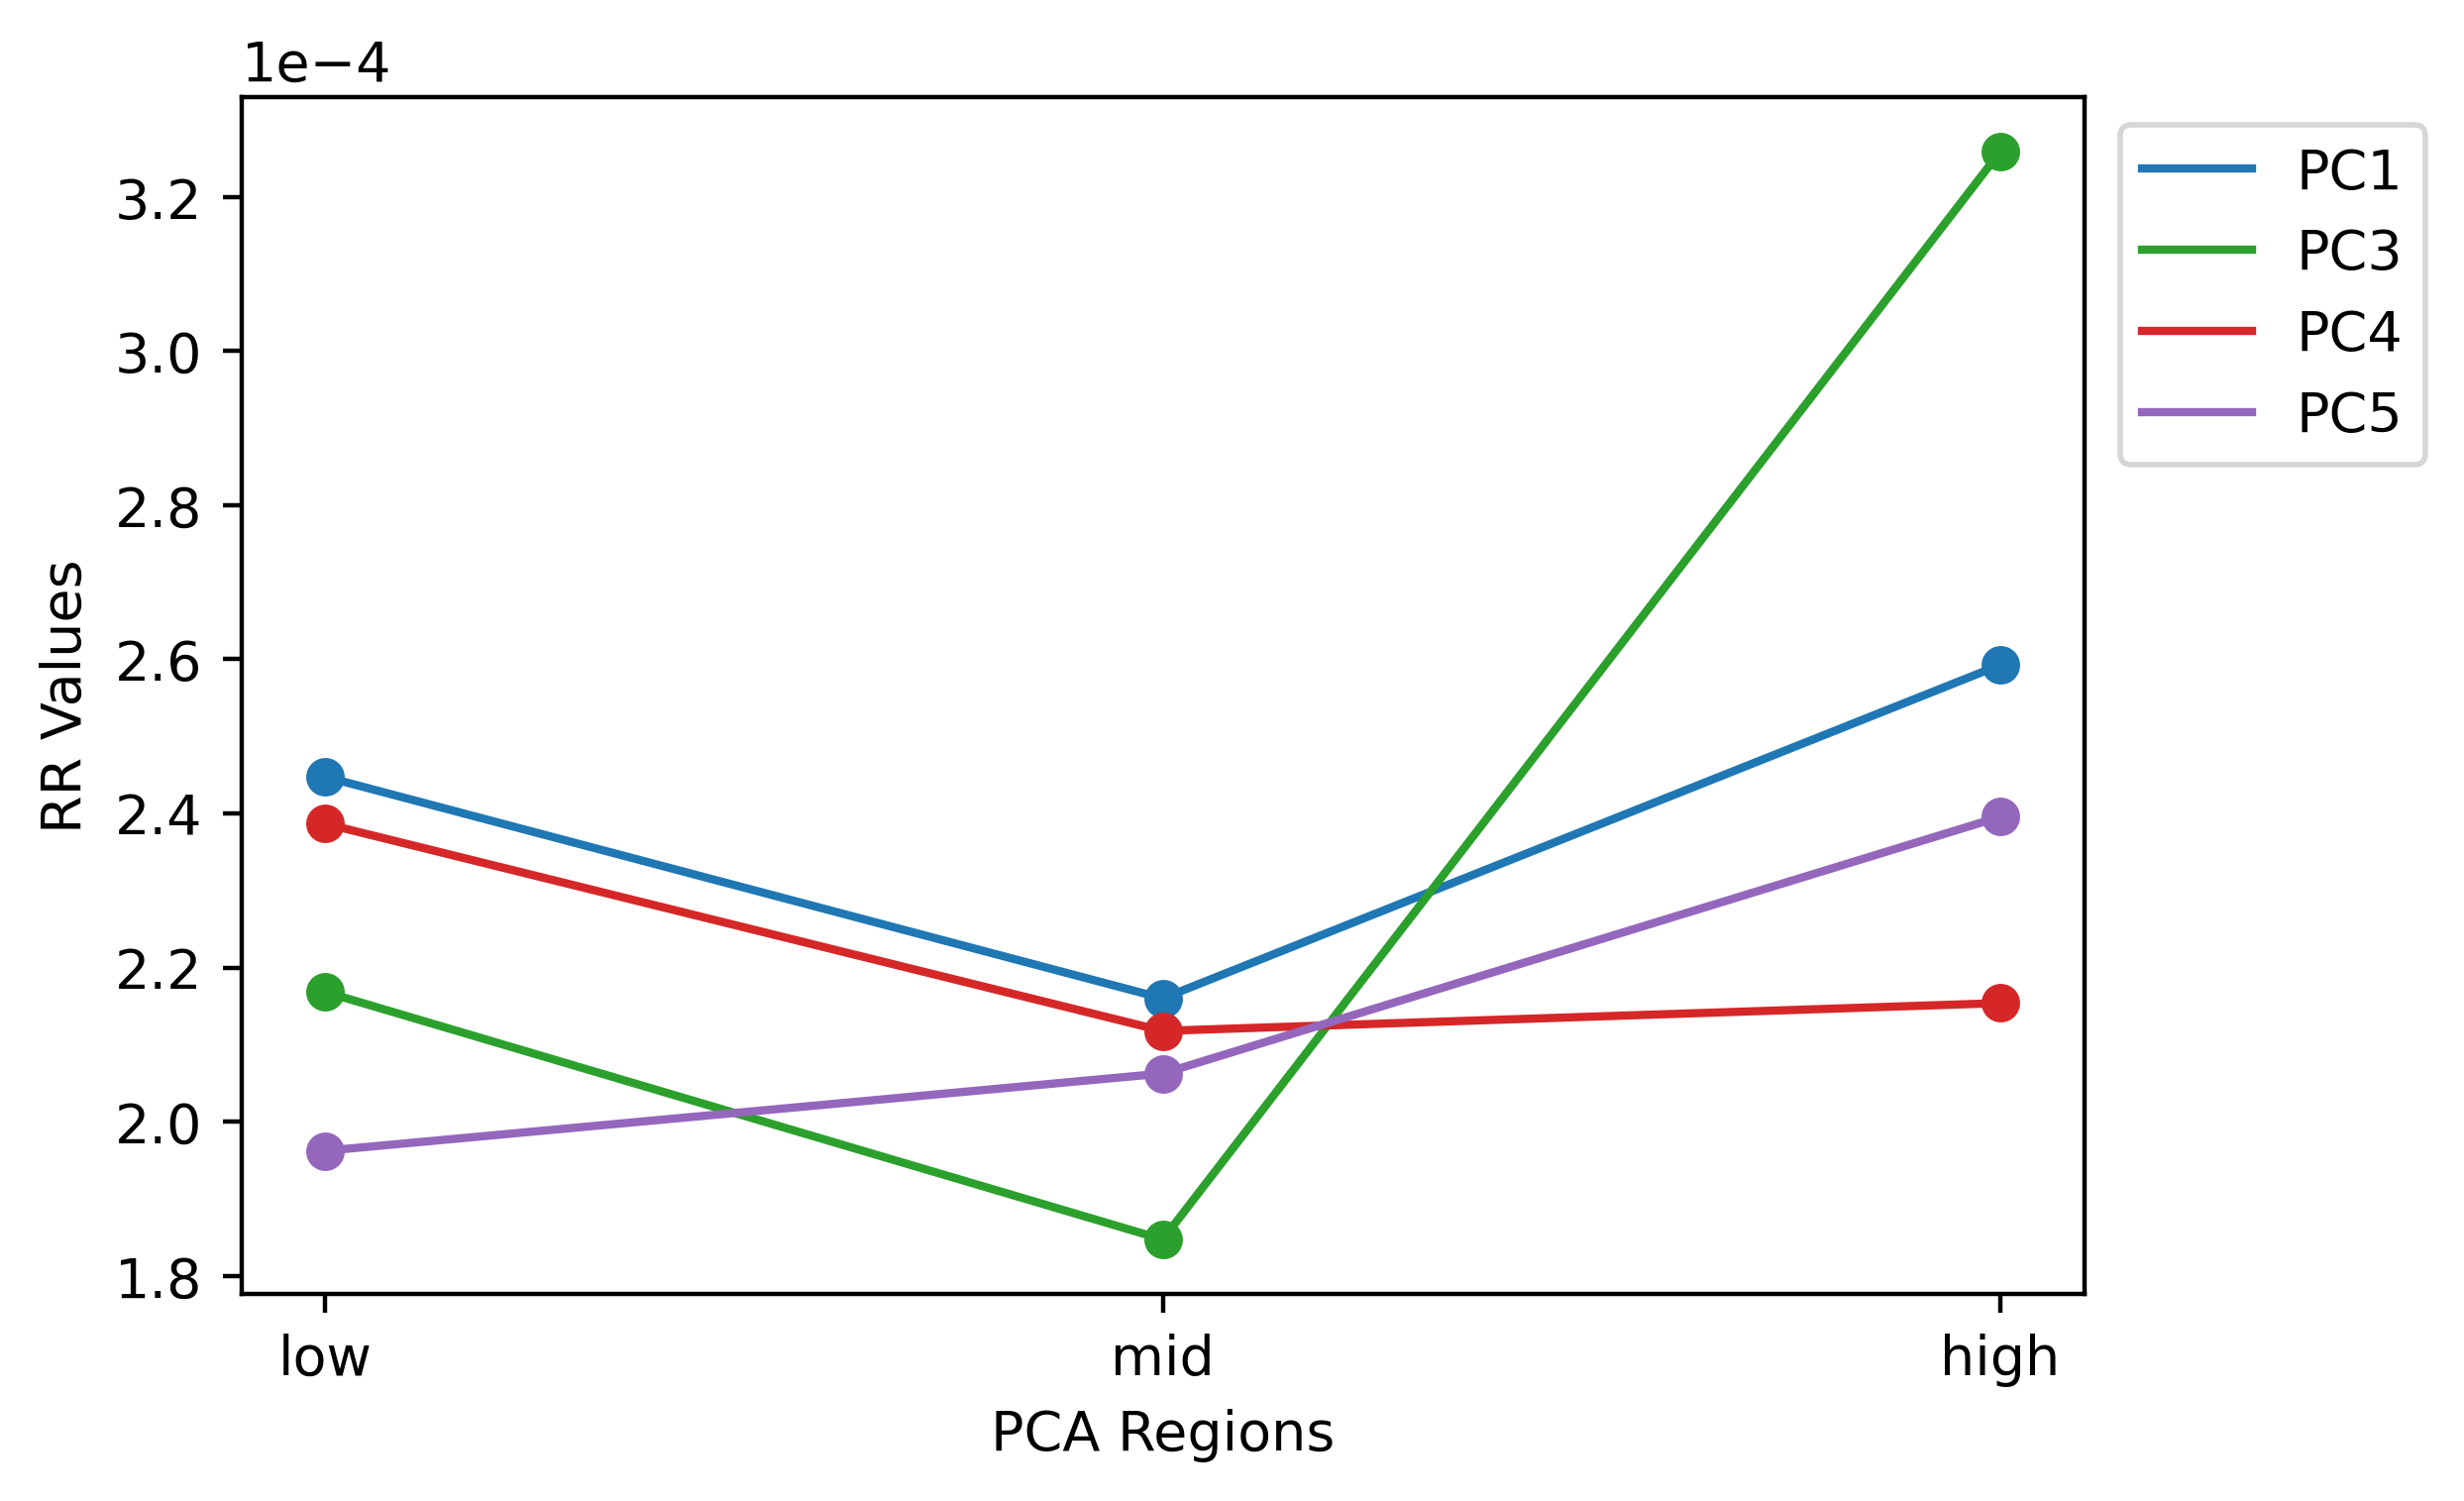 1e−4
3.2
3.0
2.8
2.6
2.4
2.2
2.0
1.8
RR Values
low
mid
high
PCA Regions
PC1
PC3
PC4
PC5